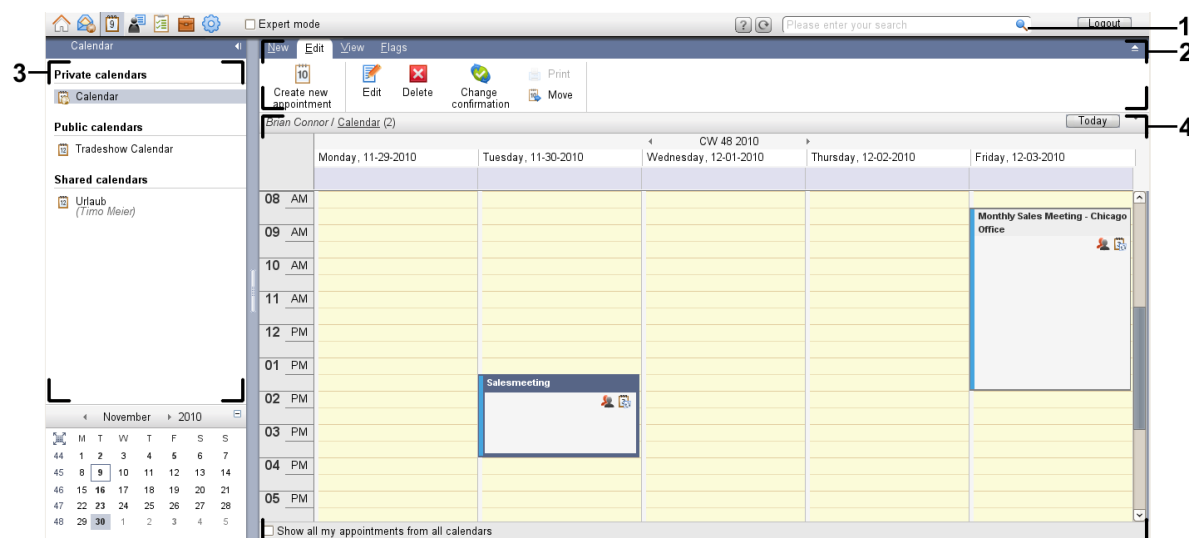 Expert mode
Please enter your search
Logout
1
Calendar
New Edit View Flags
2
3
Private calendars
Calendar
Public calendars
Tradeshow Calendar
Shared calendars
Urlaub
(Timo Meier)
10
Create new
appointment
Edit
Delete
Change
confirmation
Print
Move
Brian Connor / Calendar (2)
Today
4
CW 48 2010
Monday, 11-29-2010 Tuesday, 11-30-2010 Wednesday, 12-01-2010 Thursday, 12-02-2010 Friday, 12-03-2010
08 AM
Monthly Sales Meeting - Chicago
Office
09 AM
10 AM
11 AM
12 PM
01 PM
Salesmeeting
02 PM
03 PM
04 PM
05 PM
Show all my appointments from all calendars
November 2010
M T W T F S S
44 1 2 3 4 5 6 7
45 8 9 10 11 12 13 14
46 15 16 17 18 19 20 21
47 22 23 24 25 26 27 28
48 29 30 1 2 3 4 5